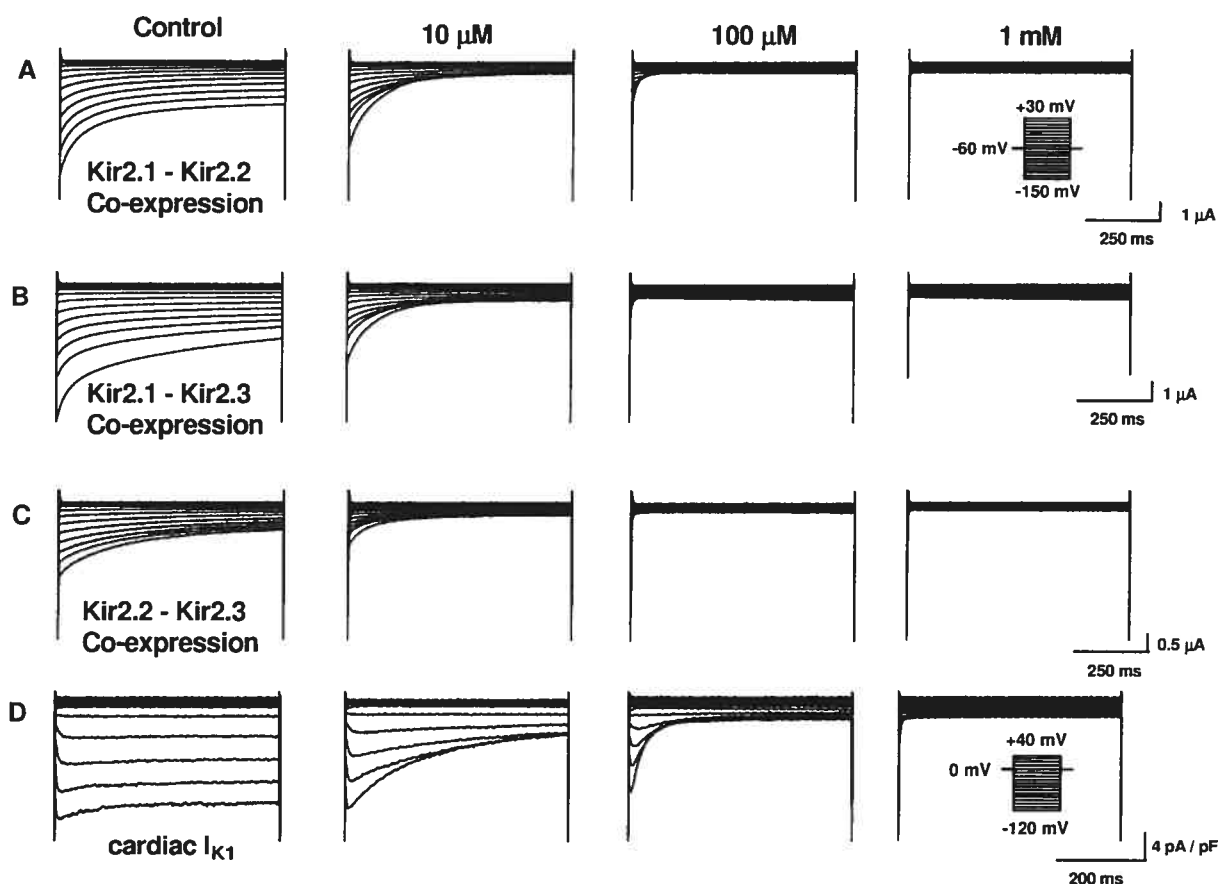 Control
10 μM
100 μM
1 mM
A
Kir2.1 - Kir2.2
Co-expression
+30 mV
-60 mV
-150 mV
1 μA
250 ms
B
Kir2.1 - Kir2.3
Co-expression
1 μA
250 ms
C
Kir2.2 - Kir2.3
Co-expression
0.5 μA
250 ms
D
cardiac IK1
+40 mV
0 mV
-120 mV
4 pA / pF
200 ms